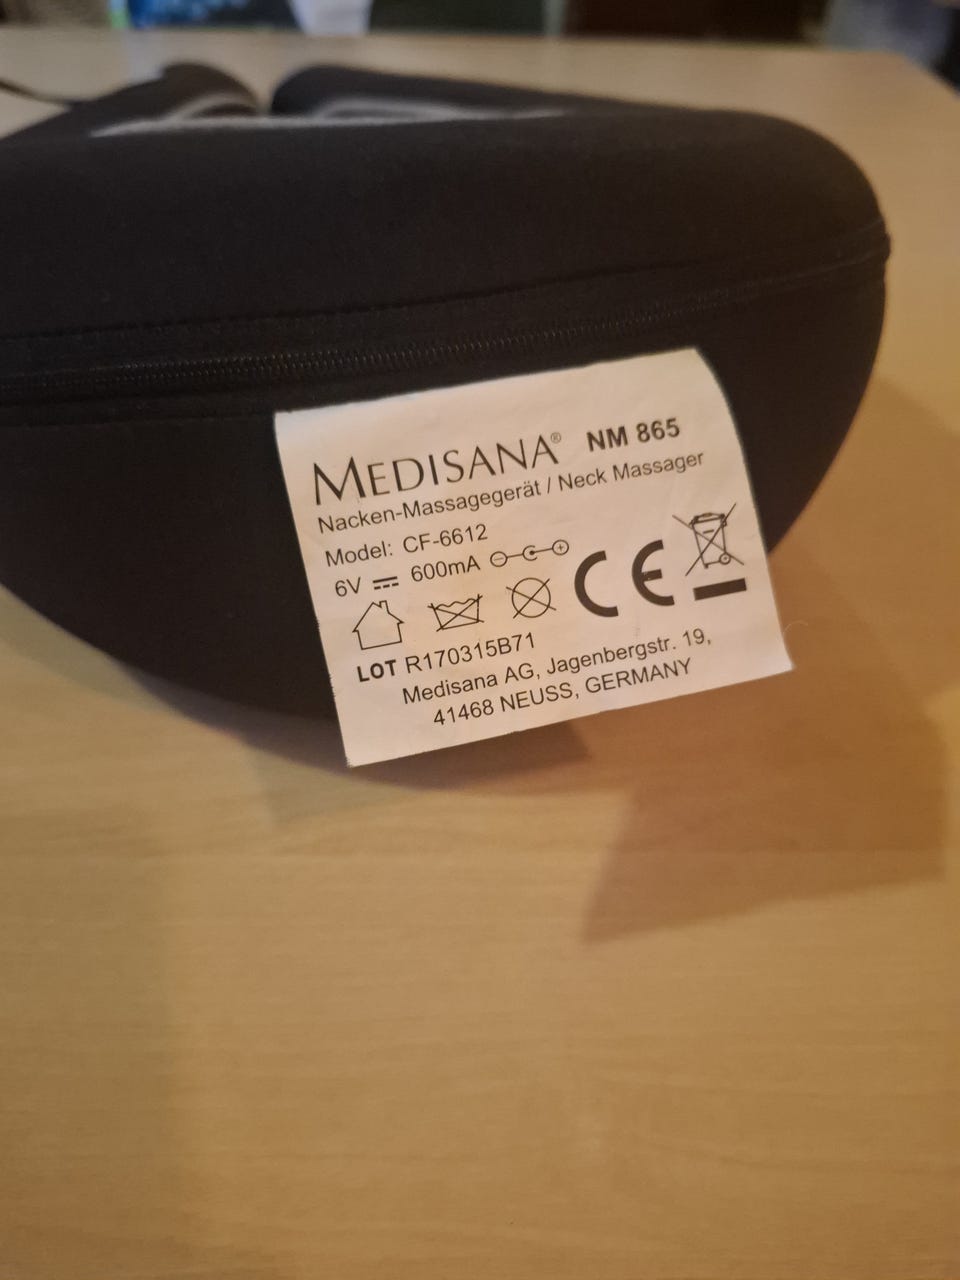 MEDISANA® NM 865
Nacken-Massagegerät / Neck Massager
Model: CF-6612
6V ⎓ 600mA
CE
LOT R170315B71
Medisana AG, Jagenbergstr. 19,
41468 NEUSS, GERMANY